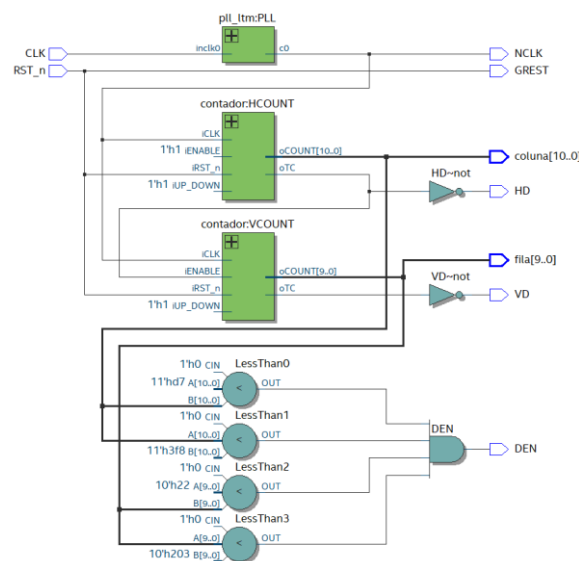 pll_ltm:PLL
CLK inclk0 c0 NCLK
RST_n GREST
contador:HCOUNT
iCLK
1'h1 iENABLE oCOUNT[10..0] coluna[10..0]
iRST_n oTC HD~not
1'h1 iUP_DOWN HD
contador:VCOUNT
iCLK fila[9..0]
iENABLE oCOUNT[9..0]
iRST_n oTC VD~not
1'h1 iUP_DOWN VD
1'h0 CIN LessThan0
11'hd7 A[10..0] < OUT
B[10..0]
1'h0 CIN LessThan1
A[10..0] < OUT DEN
11'h3f8 B[10..0] DEN
1'h0 CIN LessThan2
10'h22 A[9..0] < OUT
B[9..0]
1'h0 CIN LessThan3
A[9..0] < OUT
10'h203 B[9..0]